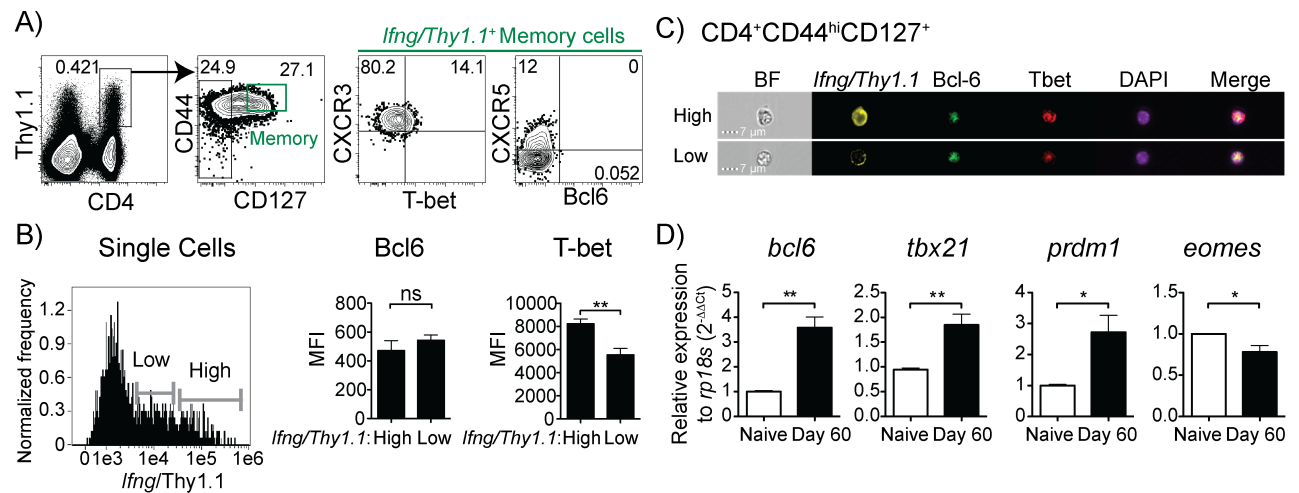 A)
Ifng/Thy1.1+ Memory cells
0.421
24.9
27.1
80.2
14.1
12
0
Thy1.1
CD44
CXCR3
CXCR5
Memory
0.052
CD4
CD127
T-bet
Bcl6
C)
CD4+CD44hiCD127+
BF
Ifng/Thy1.1
Bcl-6
Tbet
DAPI
Merge
High
7 µm
Low
7 µm
B)
Single Cells
Normalized frequency
1.2
0.9
0.6
0.3
0
Low
High
0 1e3 1e4 1e5 1e6
Ifng/Thy1.1
Bcl6
MFI
800
600
400
200
0
ns
Ifng/Thy1.1: High Low
T-bet
MFI
10000
8000
6000
4000
2000
0
**
Ifng/Thy1.1: High Low
D)
Relative expression
to rp18s (2-ΔΔCt)
bcl6
5
4
3
2
1
0
**
Naive Day 60
tbx21
2.5
2.0
1.5
1.0
0.5
0.0
**
Naive Day 60
prdm1
4
3
2
1
0
*
Naive Day 60
eomes
1.5
1.0
0.5
0.0
*
Naive Day 60